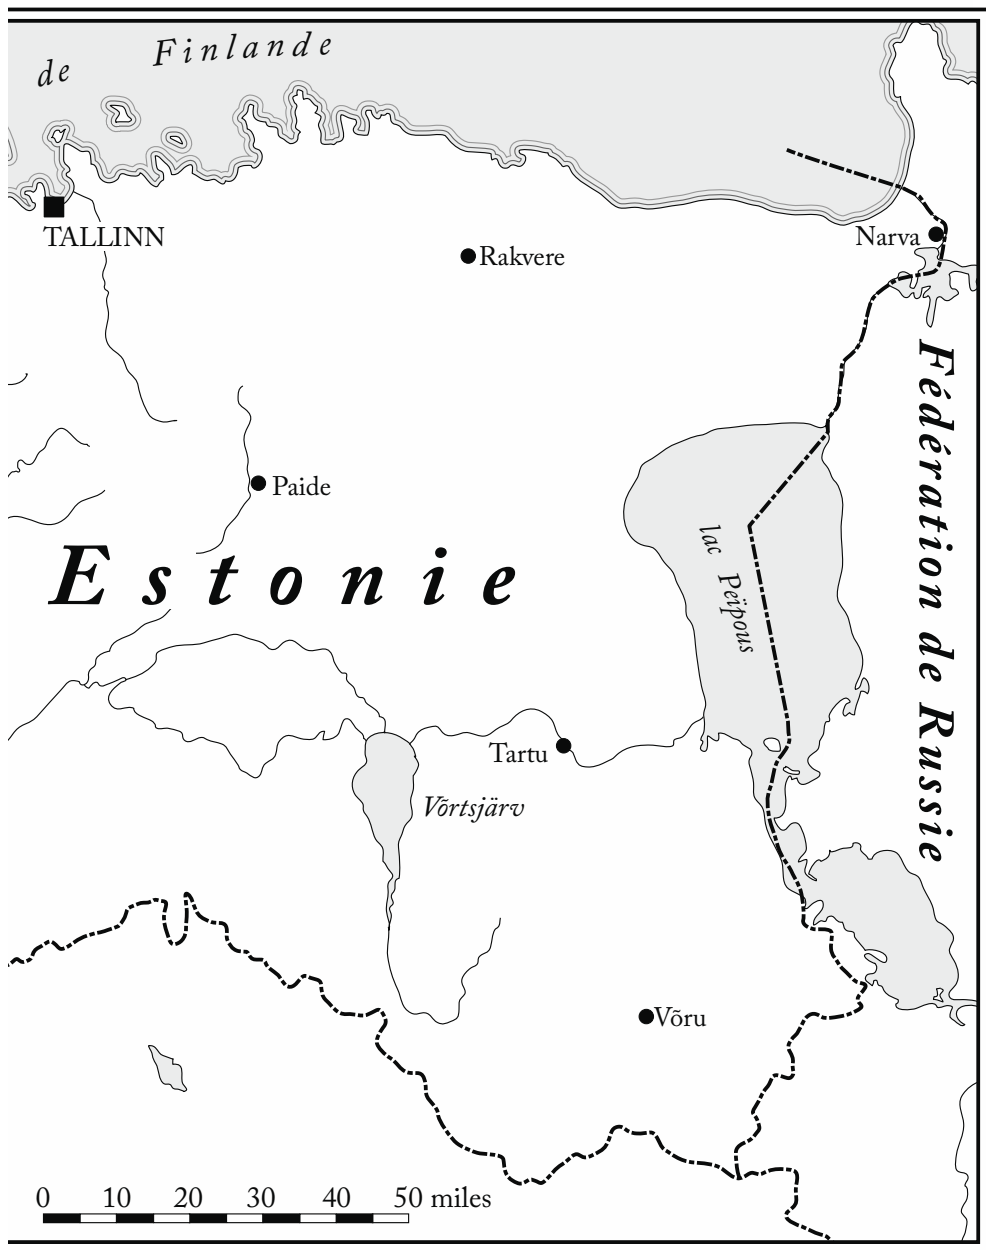 de Finlande
TALLINN
Narva
Rakvere
Fédération de Russie
Paide
lac Peïpous
Estonie
Tartu
Võrtsjärv
Võru
0 10 20 30 40 50 miles